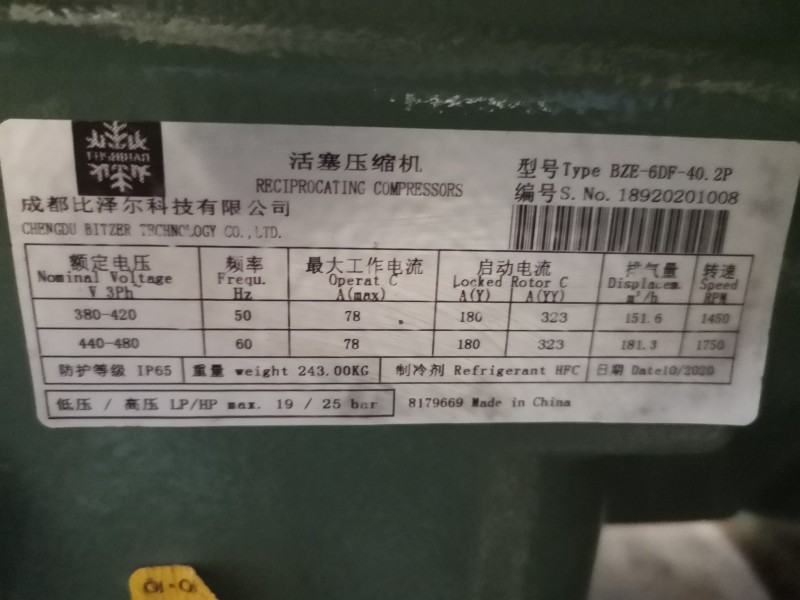 活塞压缩机
RECIPROCATING COMPRESSORS
型号Type BZE-6DF-40.2P
编号S.No. 18920201008
成都比泽尔科技有限公司
CHENGDU BITZER TECHNOLOGY CO.,LTD.
额定电压 频率 最大工作电流 启动电流 排气量 转速
Nominal Voltage Frequ. Operat C Locked Rotor C Displacem. Speed
V 3Ph Hz A(max) A(Y) A(YY) m³/h RPM
380-420 50 78 180 323 151.6 1450
440-480 60 78 180 323 181.3 1750
防护等级 IP65 重量 weight 243.00KG 制冷剂 Refrigerant HFC 日期 Date10/2020
低压 / 高压 LP/HP max. 19 / 25 bar 8179669 Made in China